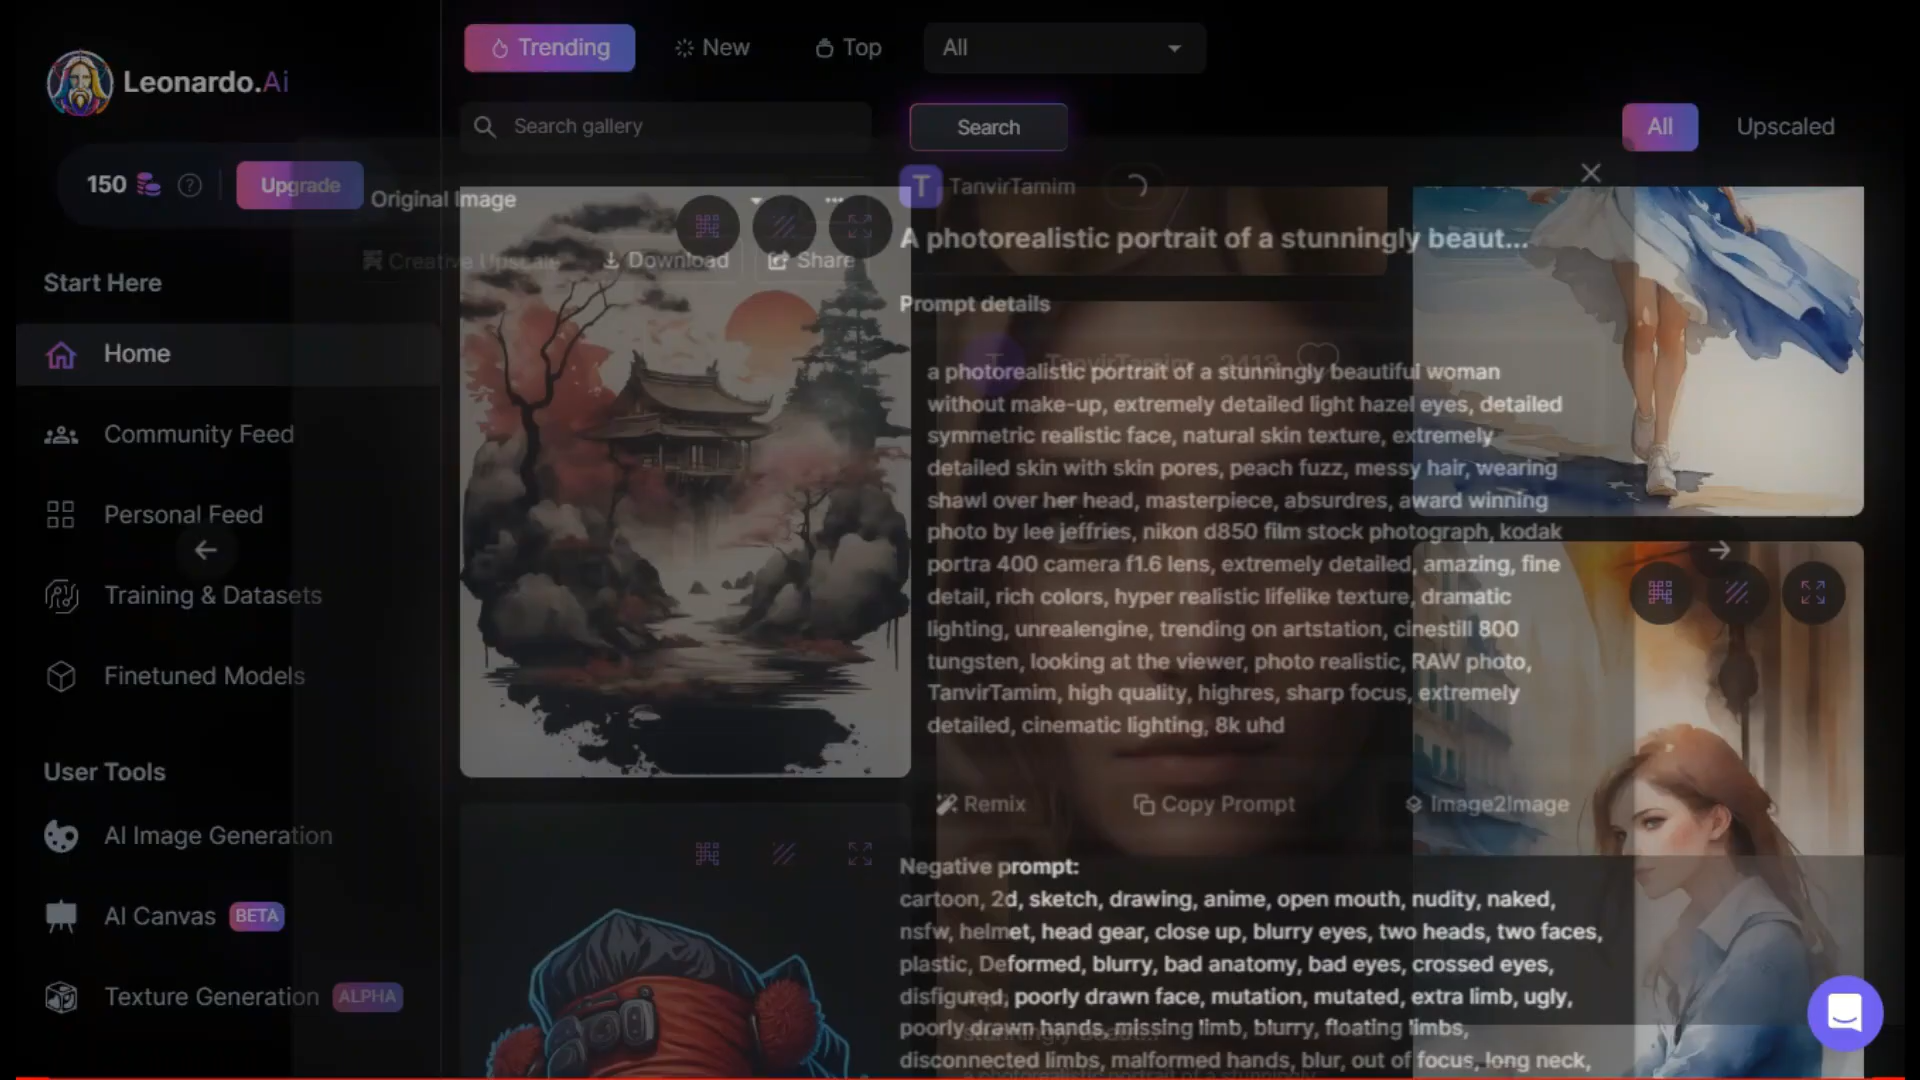 Leonardo.Ai
150
?
Upgrade
Start Here
Home
Community Feed
Personal Feed
Training & Datasets
Finetuned Models
User Tools
AI Image Generation
AI Canvas BETA
Texture Generation ALPHA
Trending
New
Top
All
Search gallery
Search
All
Upscaled
Original Image
Creative Upscale
Download
Share
T TanvirTamim
A photorealistic portrait of a stunningly beaut...
Prompt details
TanvirTamim 3413
a photorealistic portrait of a stunningly beautiful woman
without make-up, extremely detailed light hazel eyes, detailed
symmetric realistic face, natural skin texture, extremely
detailed skin with skin pores, peach fuzz, messy hair, wearing
shawl over her head, masterpiece, absurdres, award winning
photo by lee jeffries, nikon d850 film stock photograph, kodak
portra 400 camera f1.6 lens, extremely detailed, amazing, fine
detail, rich colors, hyper realistic lifelike texture, dramatic
lighting, unrealengine, trending on artstation, cinestill 800
tungsten, looking at the viewer, photo realistic, RAW photo,
TanvirTamim, high quality, highres, sharp focus, extremely
detailed, cinematic lighting, 8k uhd
Remix
Copy Prompt
Image2Image
Negative prompt:
cartoon, 2d, sketch, drawing, anime, open mouth, nudity, naked,
nsfw, helmet, head gear, close up, blurry eyes, two heads, two faces,
plastic, Deformed, blurry, bad anatomy, bad eyes, crossed eyes,
disfigured, poorly drawn face, mutation, mutated, extra limb, ugly,
poorly drawn hands, missing limb, blurry, floating limbs,
disconnected limbs, malformed hands, blur, out of focus, long neck,